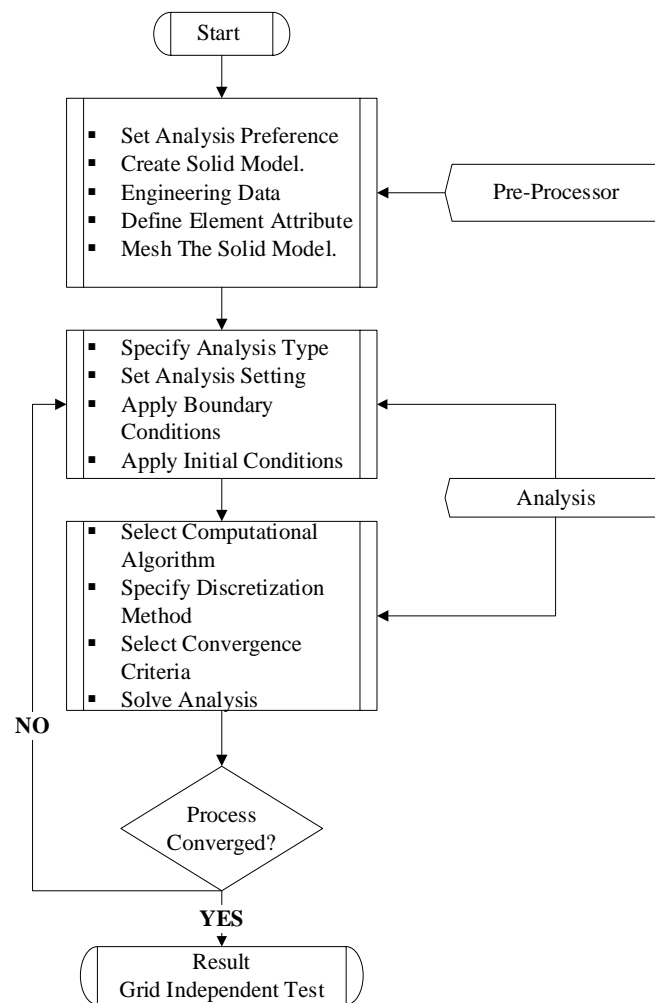 Start
▪ Set Analysis Preference
▪ Create Solid Model.
▪ Engineering Data
▪ Define Element Attribute
▪ Mesh The Solid Model.
Pre-Processor
▪ Specify Analysis Type
▪ Set Analysis Setting
▪ Apply Boundary
Conditions
▪ Apply Initial Conditions
Analysis
▪ Select Computational
Algorithm
▪ Specify Discretization
Method
▪ Select Convergence
Criteria
▪ Solve Analysis
NO
Process
Converged?
YES
Result
Grid Independent Test